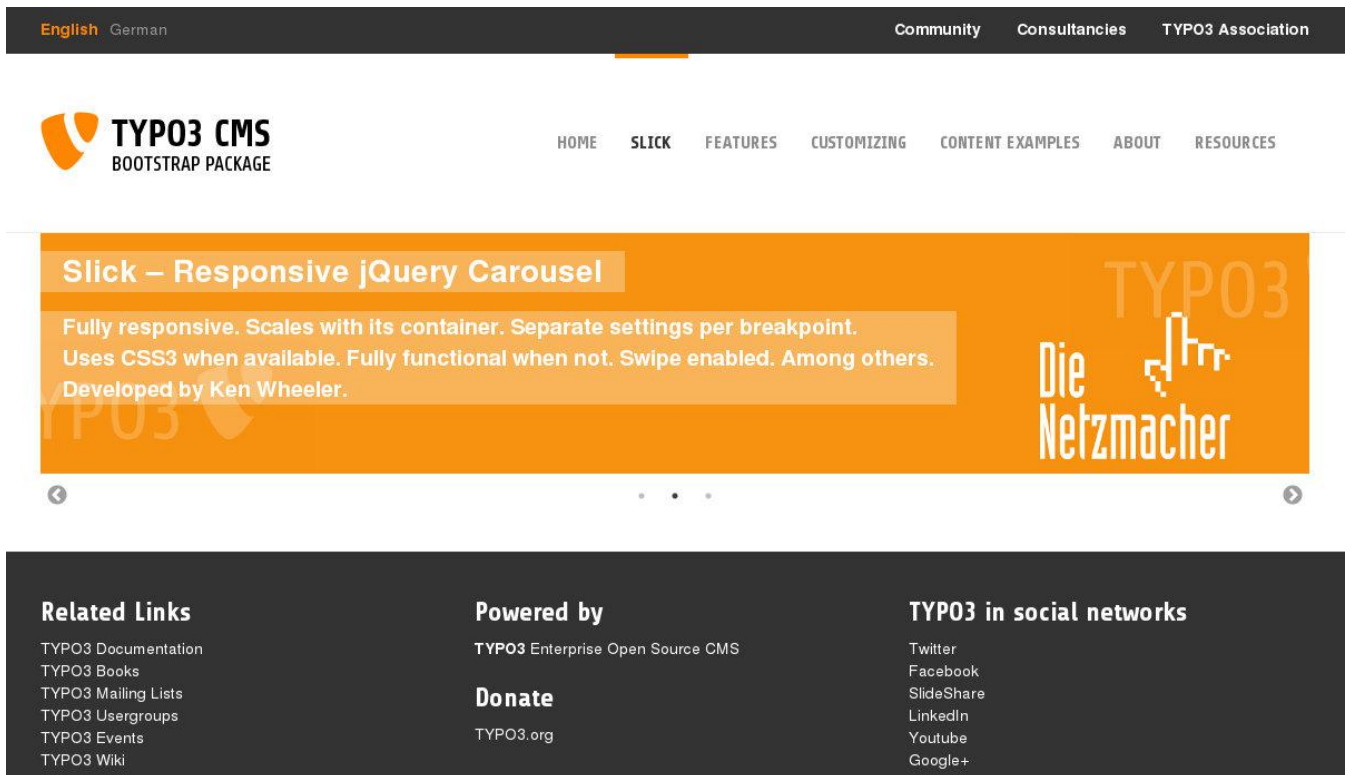 English German
Community Consultancies TYPO3 Association
TYPO3 CMS
BOOTSTRAP PACKAGE
HOME SLICK FEATURES CUSTOMIZING CONTENT EXAMPLES ABOUT RESOURCES
Slick – Responsive jQuery Carousel
Fully responsive. Scales with its container. Separate settings per breakpoint.
Uses CSS3 when available. Fully functional when not. Swipe enabled. Among others.
Developed by Ken Wheeler.
TYPO3
TYPO3
Die
Netzmacher
Related Links
TYPO3 Documentation
TYPO3 Books
TYPO3 Mailing Lists
TYPO3 Usergroups
TYPO3 Events
TYPO3 Wiki
Powered by
TYPO3 Enterprise Open Source CMS
Donate
TYPO3.org
TYPO3 in social networks
Twitter
Facebook
SlideShare
LinkedIn
Youtube
Google+